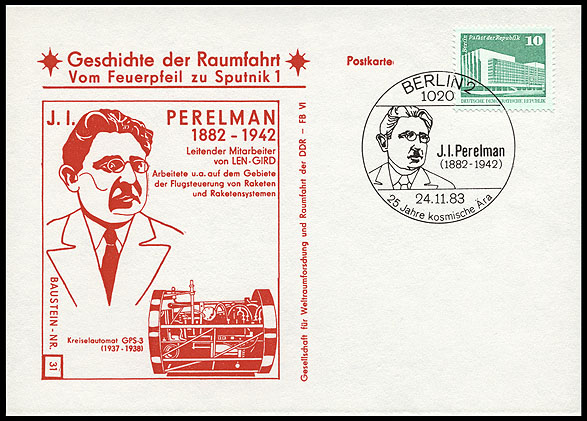 Geschichte der Raumfahrt
Vom Feuerpfeil zu Sputnik 1
J. I. PERELMAN
1882 - 1942
Leitender Mitarbeiter
von LEN-GIRD
Arbeitete u.a. auf dem Gebiete
der Flugsteuerung von Raketen
und Raketensystemen
BAUSTEIN - NR.
31
Kreiselautomat GPS-3
(1937 - 1938)
Gesellschaft für Weltraumforschung und Raumfahrt der DDR – FB VI
Postkarte
Berlin, Palast der Republik
10
DEUTSCHE DEMOKRATISCHE REPUBLIK
BERLIN 2
1020
J.I. Perelman
(1882-1942)
24.11.83
25 Jahre kosmische Ära